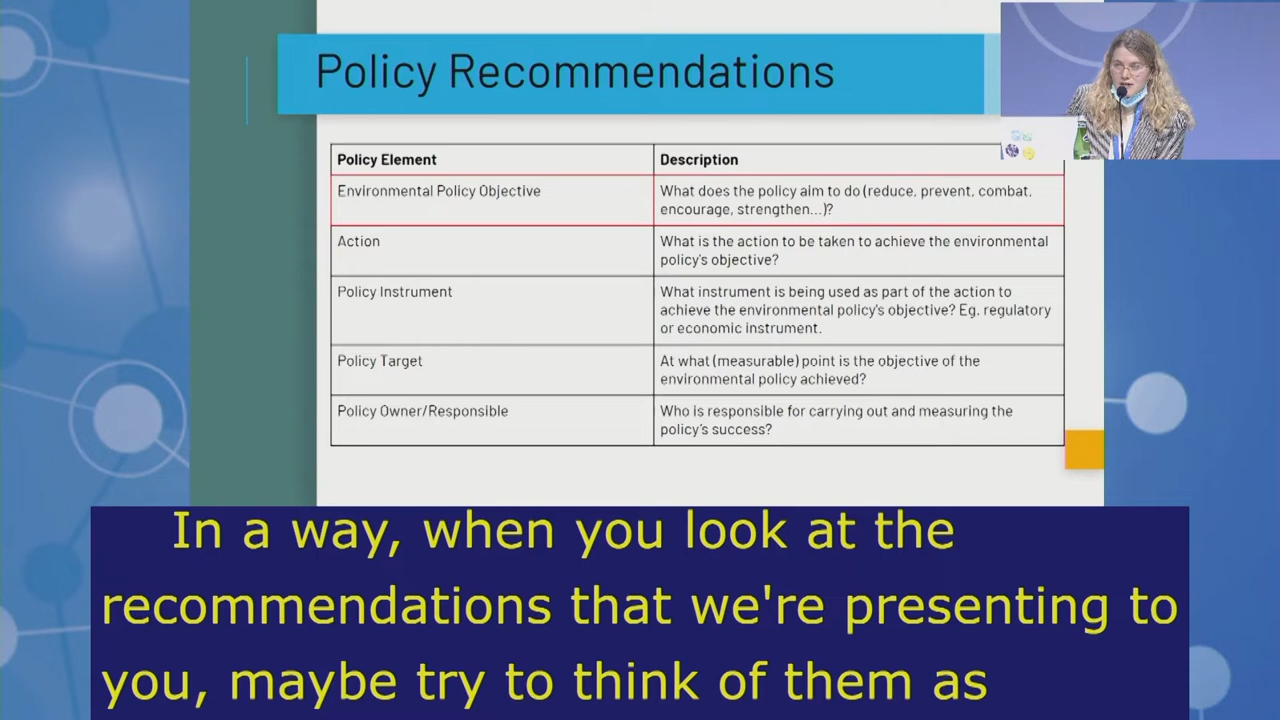 Policy Recommendations
Policy Element
Description
Environmental Policy Objective
What does the policy aim to do (reduce, prevent, combat,
encourage, strengthen...)?
Action
What is the action to be taken to achieve the environmental
policy's objective?
Policy Instrument
What instrument is being used as part of the action to
achieve the environmental policy's objective? Eg. regulatory
or economic instrument.
Policy Target
At what (measurable) point is the objective of the
environmental policy achieved?
Policy Owner/Responsible
Who is responsible for carrying out and measuring the
policy's success?
In a way, when you look at the
recommendations that we're presenting to
you, maybe try to think of them as